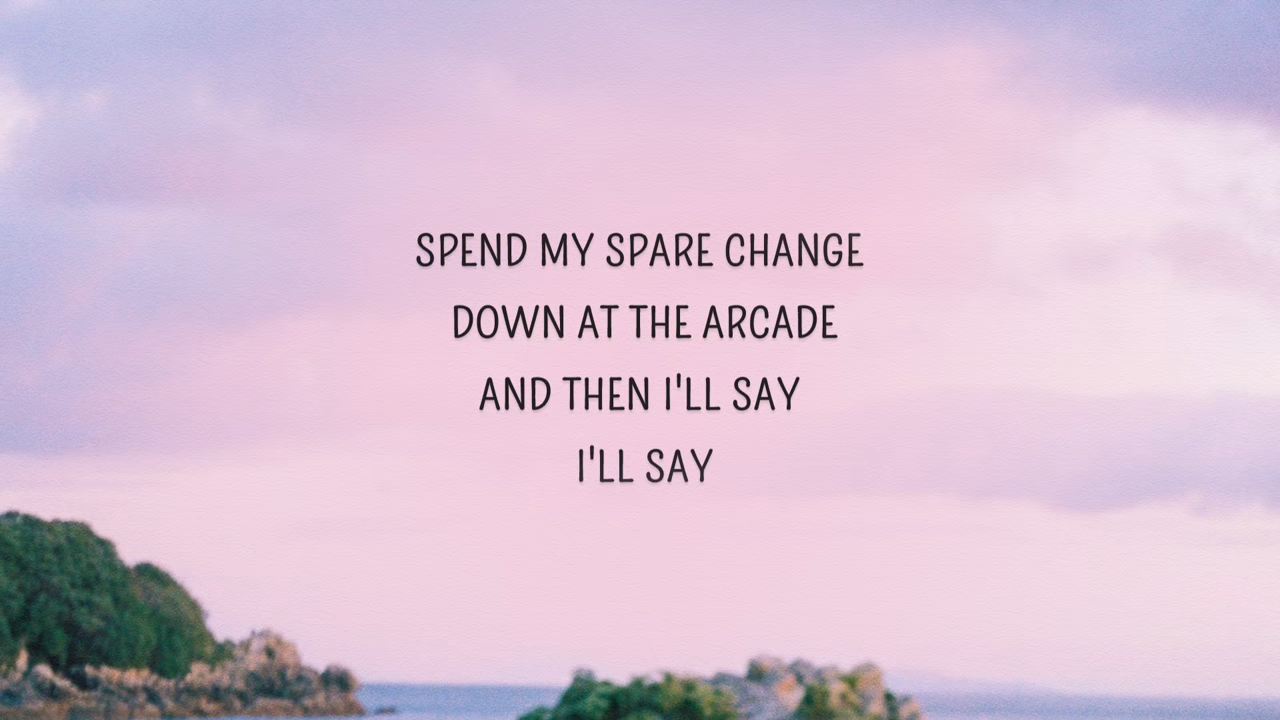 SPEND MY SPARE CHANGE
DOWN AT THE ARCADE
AND THEN I'LL SAY
I'LL SAY